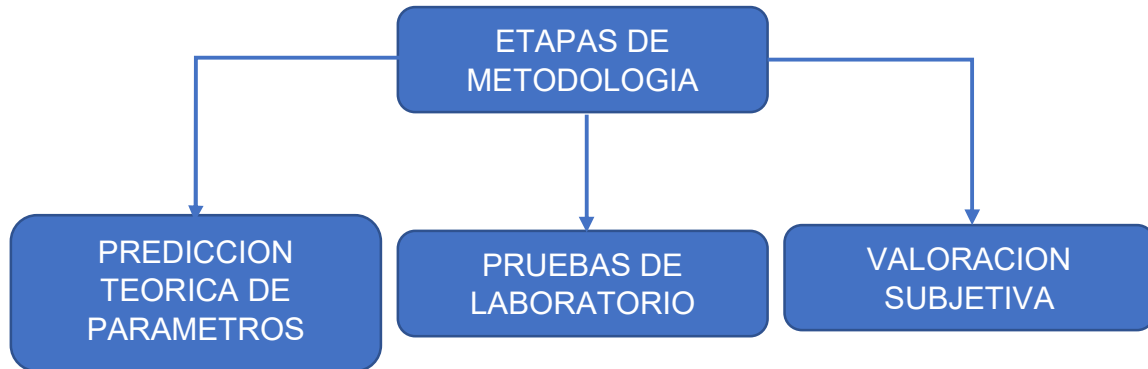 ETAPAS DE
METODOLOGIA
PREDICCION
TEORICA DE
PARAMETROS
PRUEBAS DE
LABORATORIO
VALORACION
SUBJETIVA